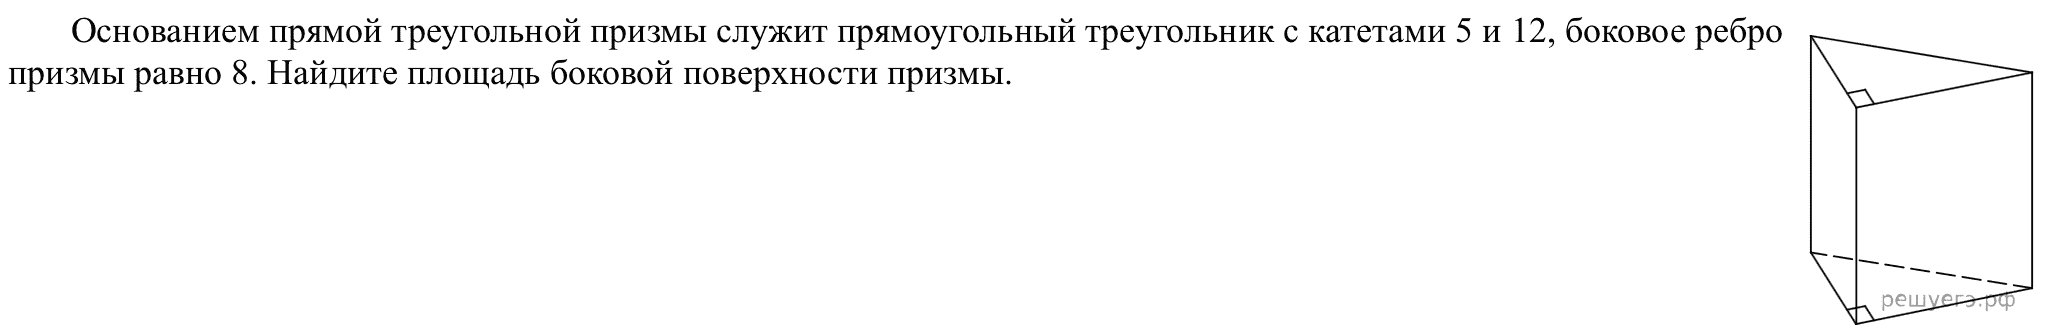 Основанием прямой треугольной призмы служит прямоугольный треугольник с катетами 5 и 12, боковое ребро
призмы равно 8. Найдите площадь боковой поверхности призмы.
решуегэ.рф